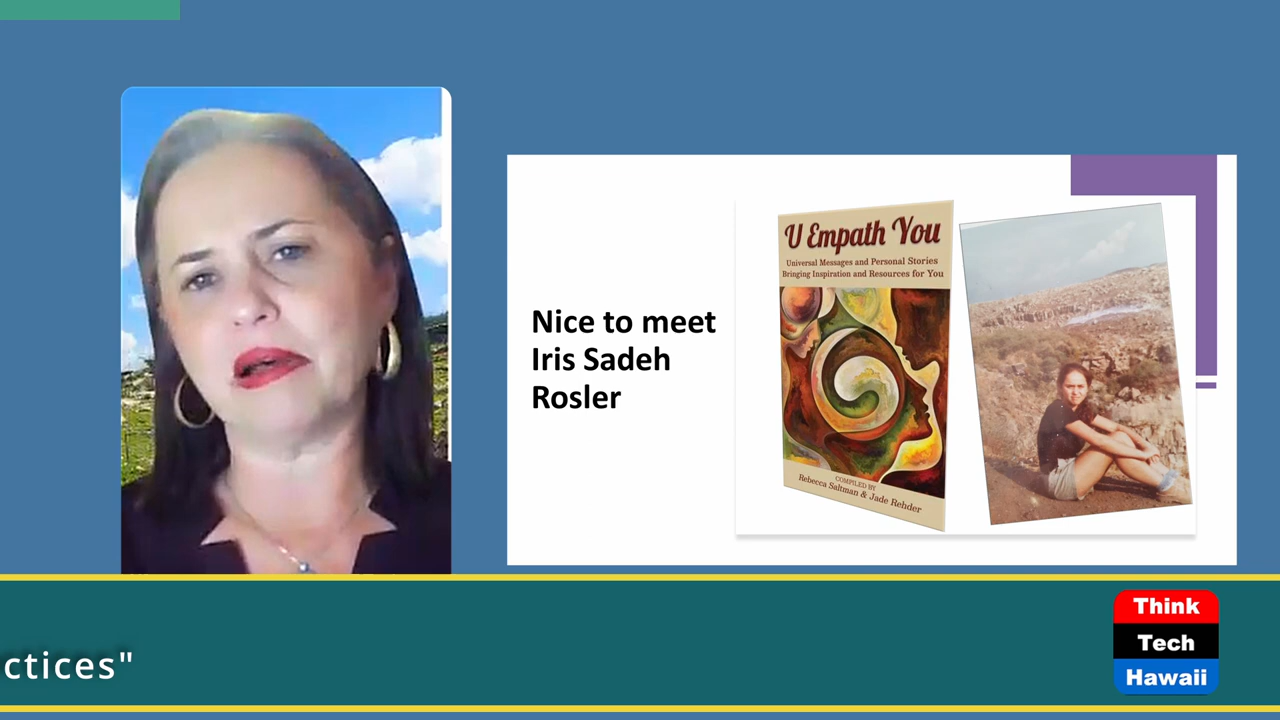 Nice to meet
Iris Sadeh
Rosler
U Empath You
Universal Messages and Personal Stories
Bringing Inspiration and Resources for You
COMPILED BY
Rebecca Saltman & Jade Rehder
ctices"
Think
Tech
Hawaii